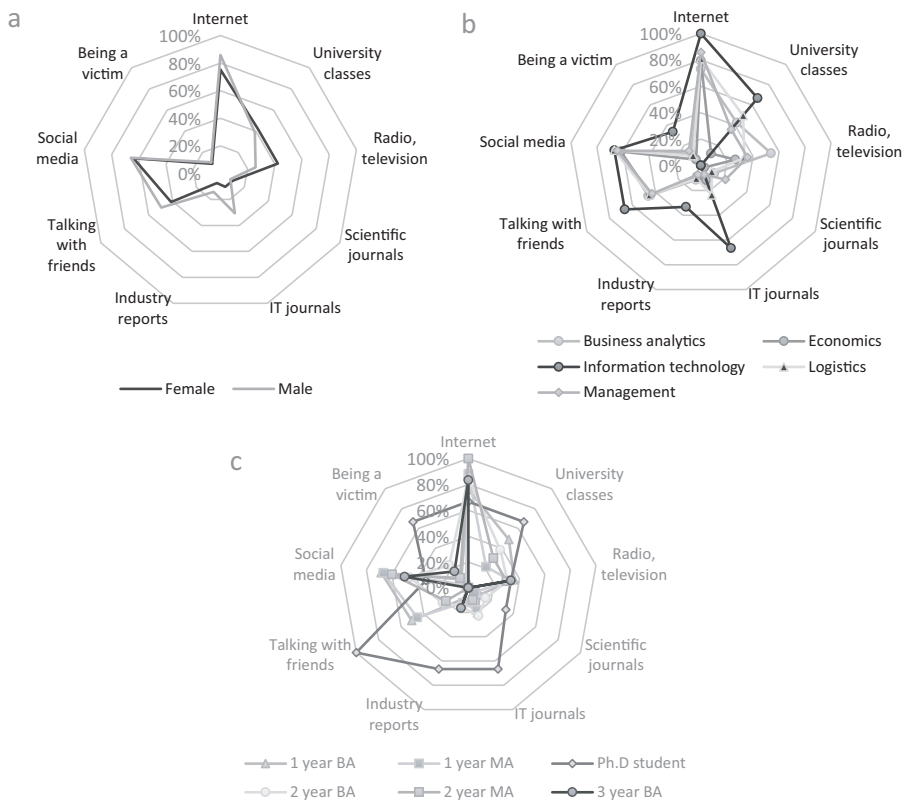 a
Internet
100%
80%
60%
40%
20%
0%
University
classes
Radio,
television
Scientific
journals
IT journals
Industry
reports
Talking
with
friends
Social
media
Being a
victim
Female
Male
b
Internet
100%
80%
60%
40%
20%
0%
University
classes
Radio,
television
Scientific
journals
IT journals
Industry
reports
Talking with
friends
Social media
Being a victim
Business analytics
Economics
Information technology
Logistics
Management
c
Internet
100%
80%
60%
40%
20%
0%
University
classes
Radio,
television
Scientific
journals
IT journals
Industry
reports
Talking with
friends
Social
media
Being a
victim
1 year BA
1 year MA
Ph.D student
2 year BA
2 year MA
3 year BA